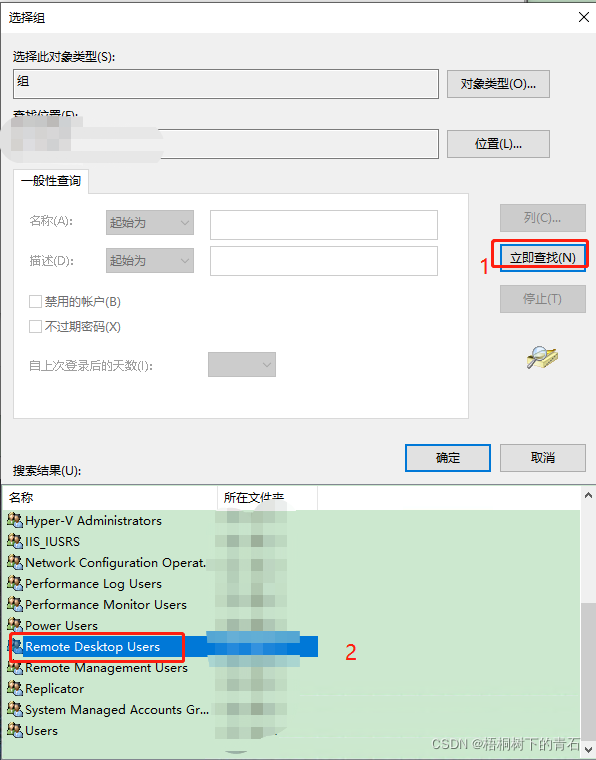 选择组
选择此对象类型(S):
组
对象类型(O)...
查找位置(F):
位置(L)...
一般性查询
名称(A):
起始为
列(C)...
描述(D):
起始为
1
立即查找(N)
禁用的帐户(B)
停止(T)
不过期密码(X)
自上次登录后的天数(I):
确定
取消
搜索结果(U):
名称
所在文件夹
Hyper-V Administrators
IIS_IUSRS
Network Configuration Operat...
Performance Log Users
Performance Monitor Users
Power Users
Remote Desktop Users
2
Remote Management Users
Replicator
System Managed Accounts Gr...
Users
CSDN @梧桐树下的青石